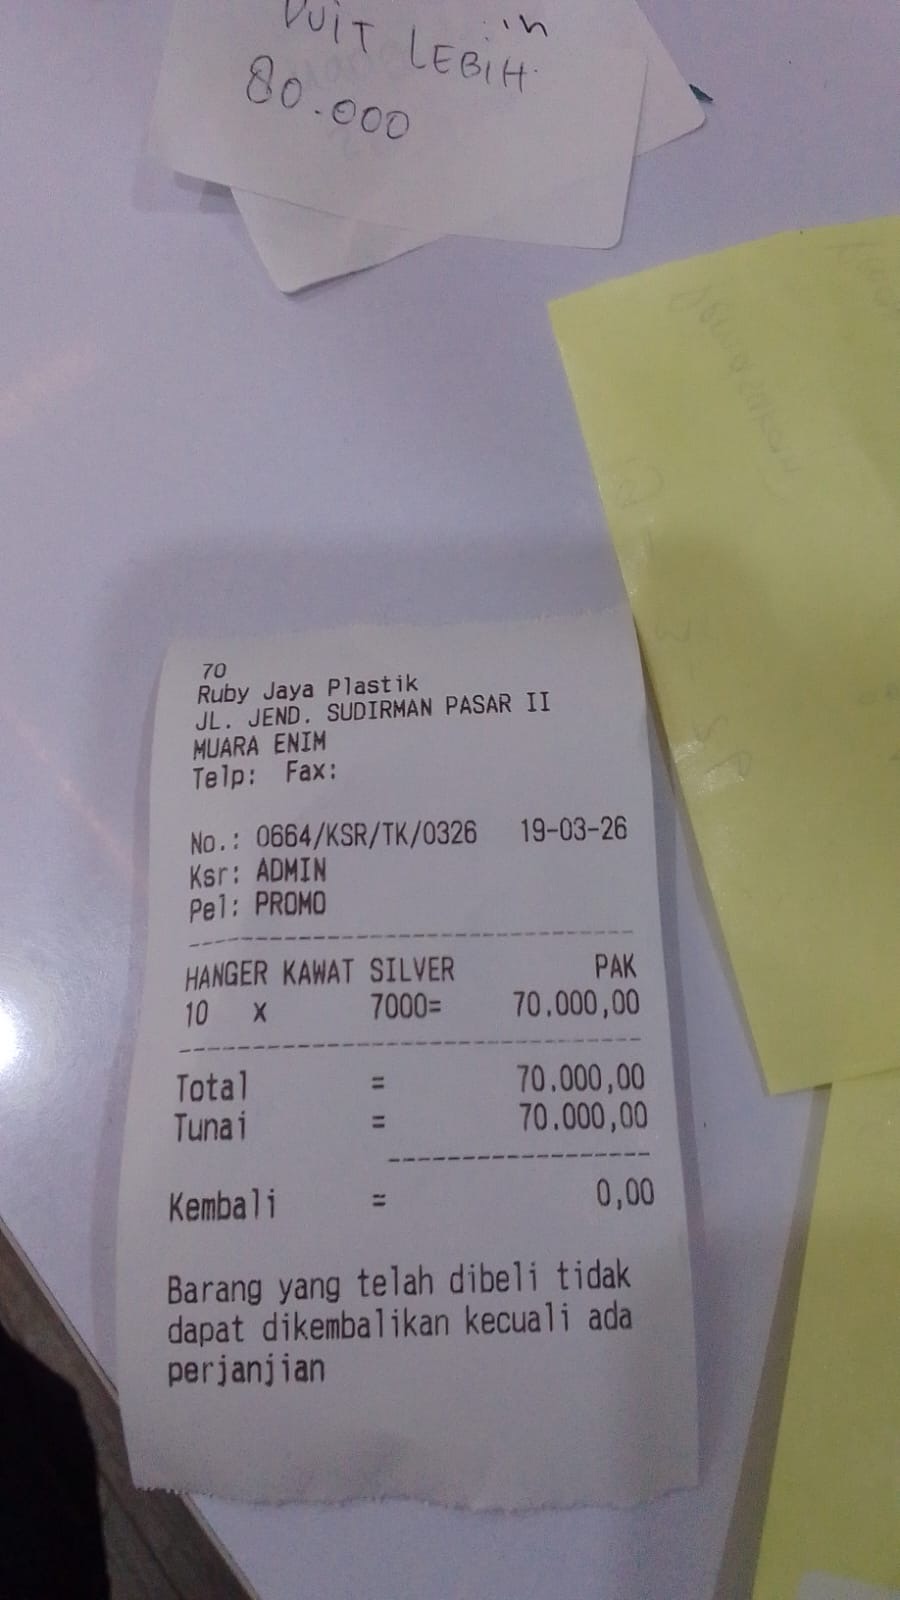 DUIT LEBIH
80.000
70
Ruby Jaya Plastik
JL. JEND. SUDIRMAN PASAR II
MUARA ENIM
Telp: Fax:
No.: 0664/KSR/TK/0326 19-03-26
Ksr: ADMIN
Pel: PROMO
HANGER KAWAT SILVER PAK
10 X 7000= 70.000,00
Total = 70.000,00
Tunai = 70.000,00
Kembali = 0,00
Barang yang telah dibeli tidak
dapat dikembalikan kecuali ada
perjanjian